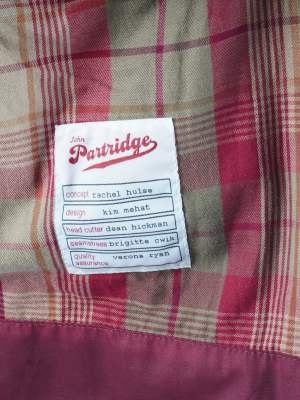 John
Partridge
concept rachel hulse
design kim mehat
head cutter dean hickman
seamstress brigitte cwik
quality
assurance verona ryan